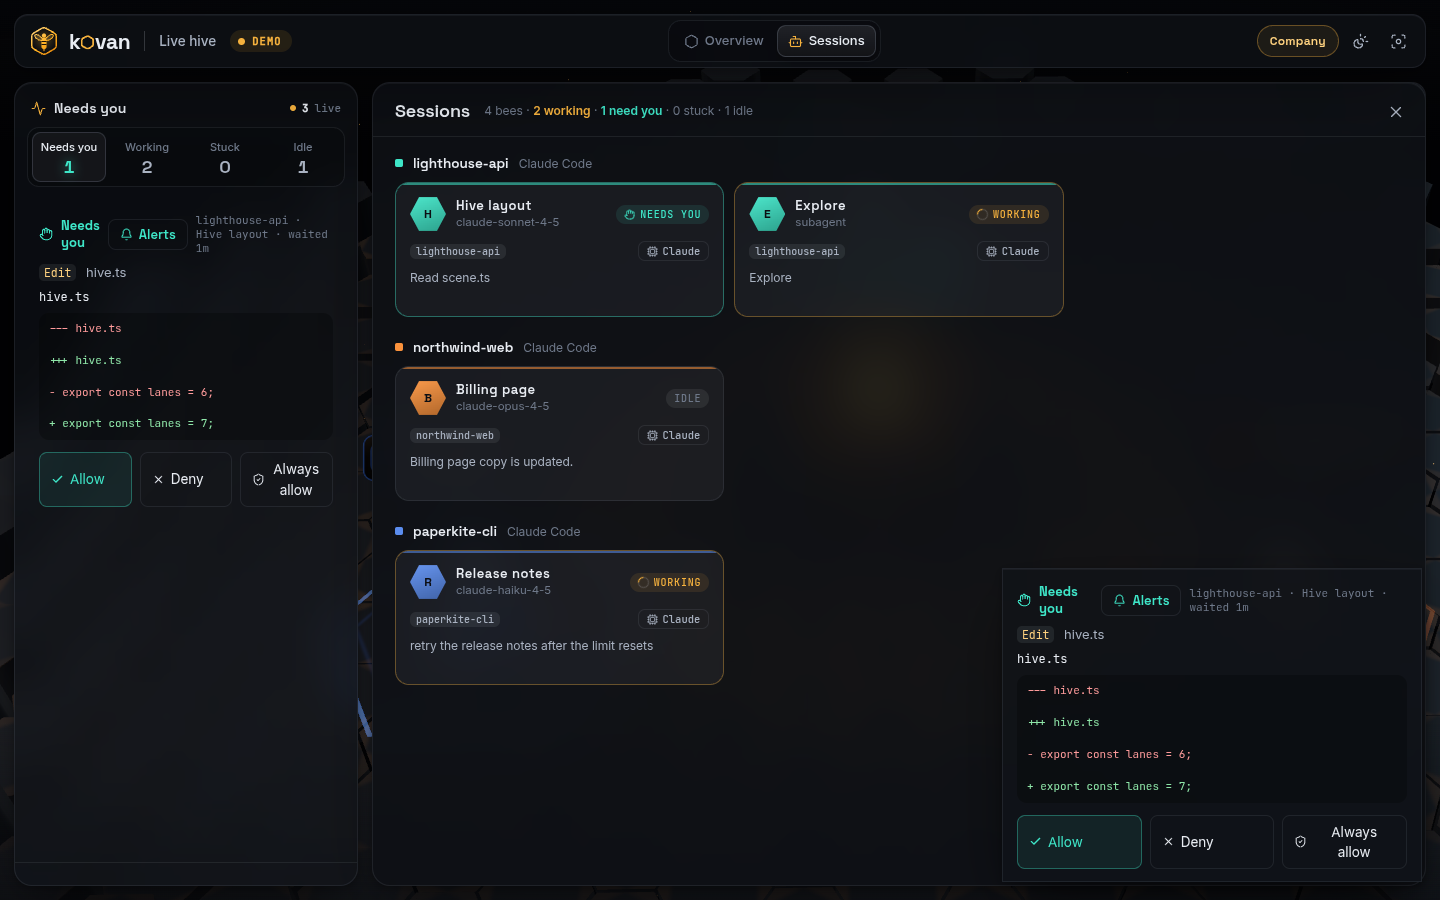 kovan
Live hive
DEMO
Overview
Sessions
Company
Needs you
3 live
Needs you
1
Working
2
Stuck
0
Idle
1
Needs
you
Alerts
lighthouse-api ·
Hive layout · waited
1m
Edit hive.ts
hive.ts
--- hive.ts
+++ hive.ts
- export const lanes = 6;
+ export const lanes = 7;
Allow
Deny
Always
allow
Sessions
4 bees · 2 working · 1 need you · 0 stuck · 1 idle
lighthouse-api Claude Code
H
Hive layout
claude-sonnet-4-5
NEEDS YOU
lighthouse-api
Claude
Read scene.ts
E
Explore
subagent
WORKING
lighthouse-api
Claude
Explore
northwind-web Claude Code
B
Billing page
claude-opus-4-5
IDLE
northwind-web
Claude
Billing page copy is updated.
paperkite-cli Claude Code
R
Release notes
claude-haiku-4-5
WORKING
paperkite-cli
Claude
retry the release notes after the limit resets
Needs
you
Alerts
lighthouse-api · Hive layout ·
waited 1m
Edit hive.ts
hive.ts
--- hive.ts
+++ hive.ts
- export const lanes = 6;
+ export const lanes = 7;
Allow
Deny
Always
allow